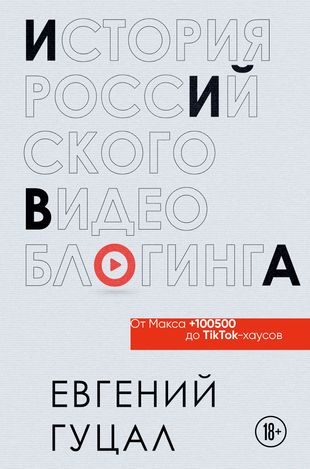 ИСТОРИЯ
РОССИЙ
СКОГО
ВИДЕО
БЛОГИНГА
От Макса +100500
до TikTok-хаусов
ЕВГЕНИЙ
ГУЦАЛ
18+